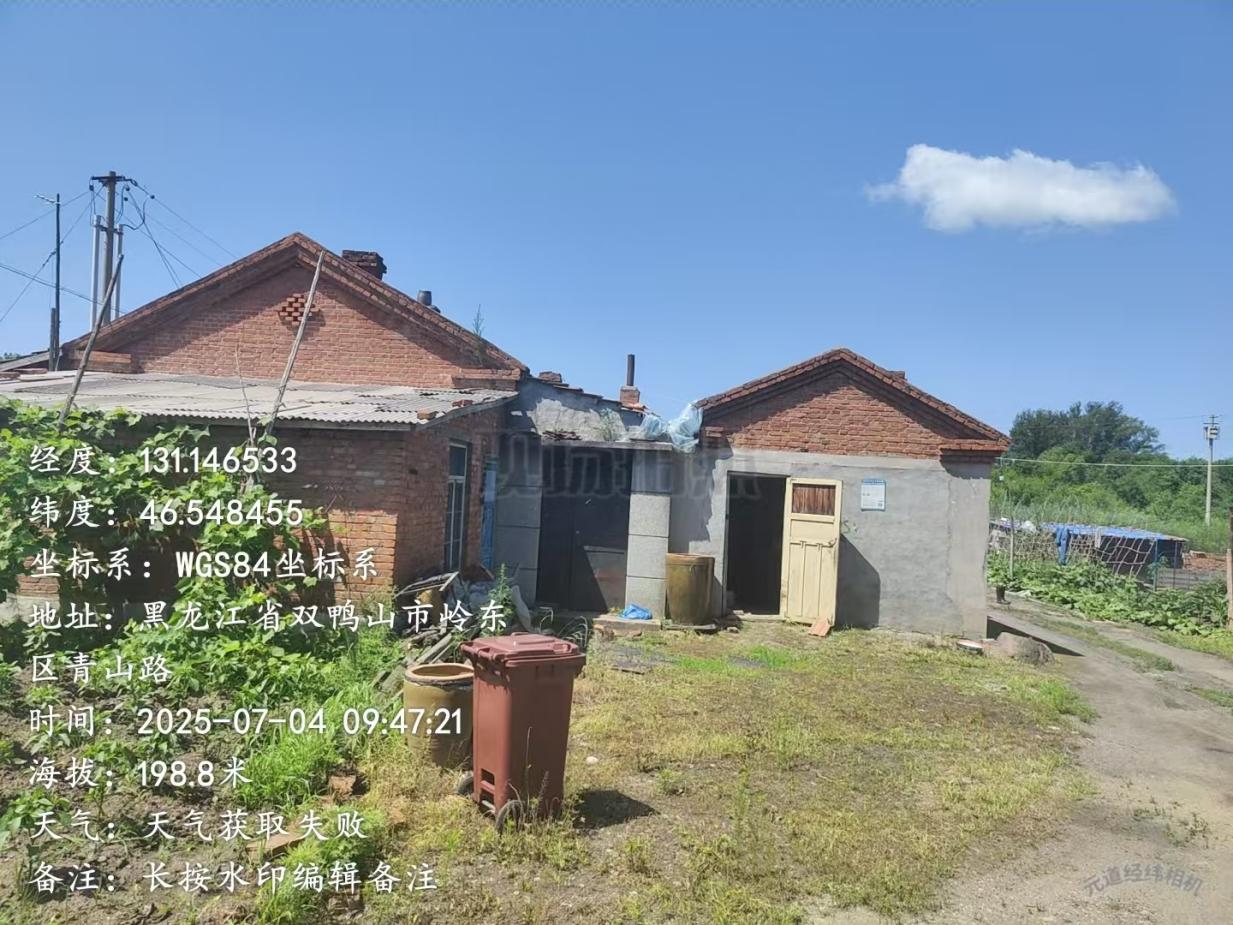 经度：131.146533
纬度：46.548455
坐标系：WGS84坐标系
地址：黑龙江省双鸭山市岭东
区青山路
时间：2025-07-04 09:47:21
海拔：198.8米
天气：天气获取失败
备注：长按水印编辑备注
元道经纬相机